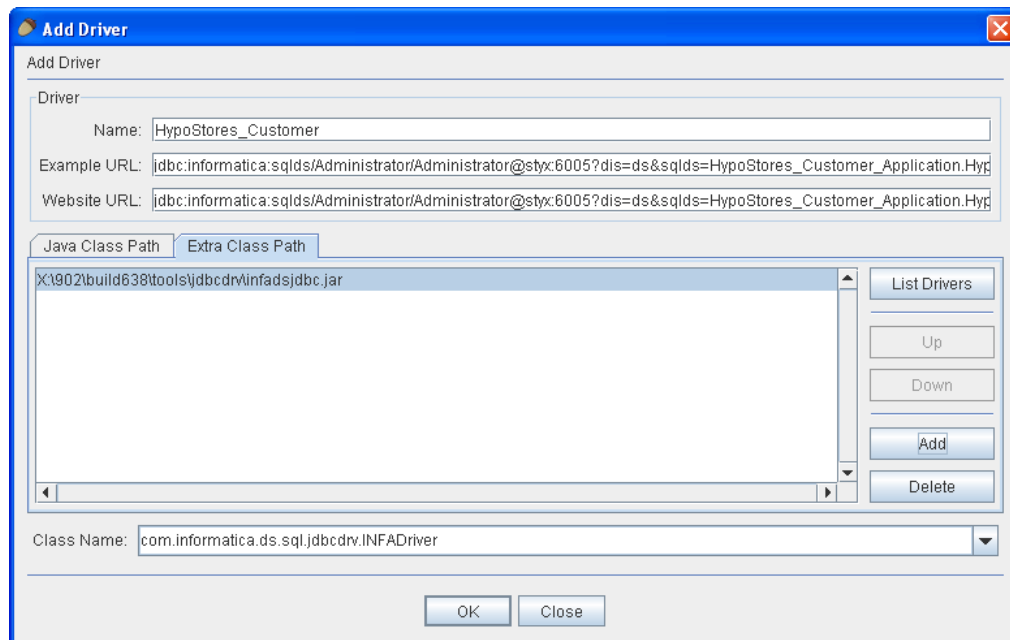 Add Driver
Add Driver
Driver
Name: HypoStores_Customer
Example URL: jdbc:informatica:sqlds/Administrator/Administrator@styx:6005?dis=ds&sqlds=HypoStores_Customer_Application.Hyp
Website URL: jdbc:informatica:sqlds/Administrator/Administrator@styx:6005?dis=ds&sqlds=HypoStores_Customer_Application.Hyp
Java Class Path Extra Class Path
X:\902\build638\tools\jdbcdrv\infadsjdbc.jar
List Drivers
Up
Down
Add
Delete
Class Name: com.informatica.ds.sql.jdbcdrv.INFADriver
OK Close